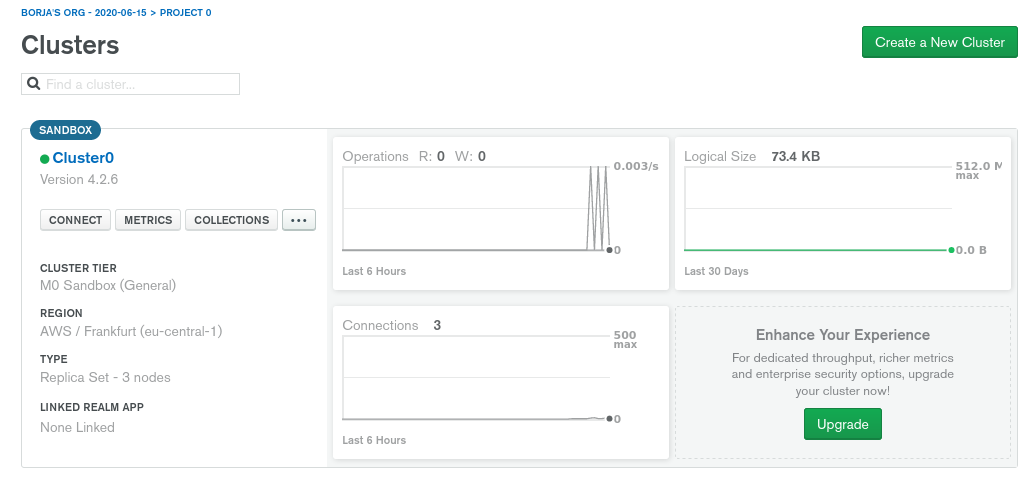 BORJA'S ORG - 2020-06-15 > PROJECT 0
Clusters
Create a New Cluster
Find a cluster...
SANDBOX
Cluster0
Version 4.2.6
CONNECT METRICS COLLECTIONS ...
CLUSTER TIER
M0 Sandbox (General)
REGION
AWS / Frankfurt (eu-central-1)
TYPE
Replica Set - 3 nodes
LINKED REALM APP
None Linked
Operations R: 0 W: 0
0.003/s
0
Last 6 Hours
Logical Size 73.4 KB
512.0 M
max
0.0 B
Last 30 Days
Connections 3
500
max
0
Last 6 Hours
Enhance Your Experience
For dedicated throughput, richer metrics
and enterprise security options, upgrade
your cluster now!
Upgrade